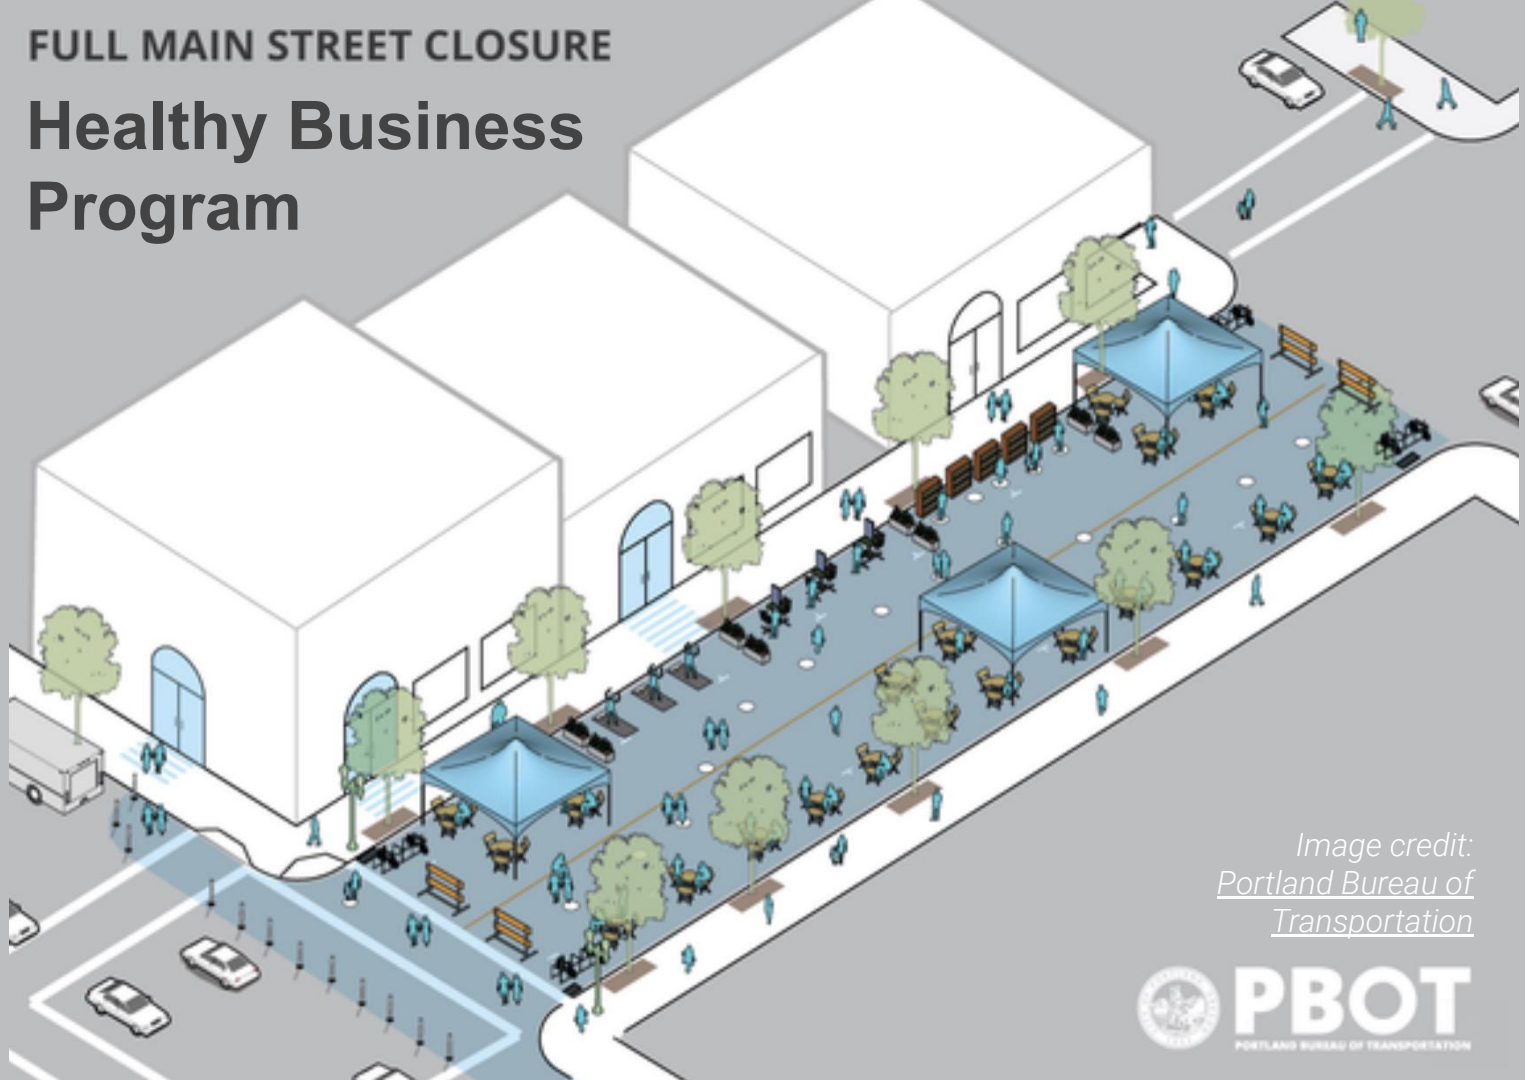 FULL MAIN STREET CLOSURE
Healthy Business
Program
Image credit:
Portland Bureau of
Transportation
PBOT
PORTLAND BUREAU OF TRANSPORTATION